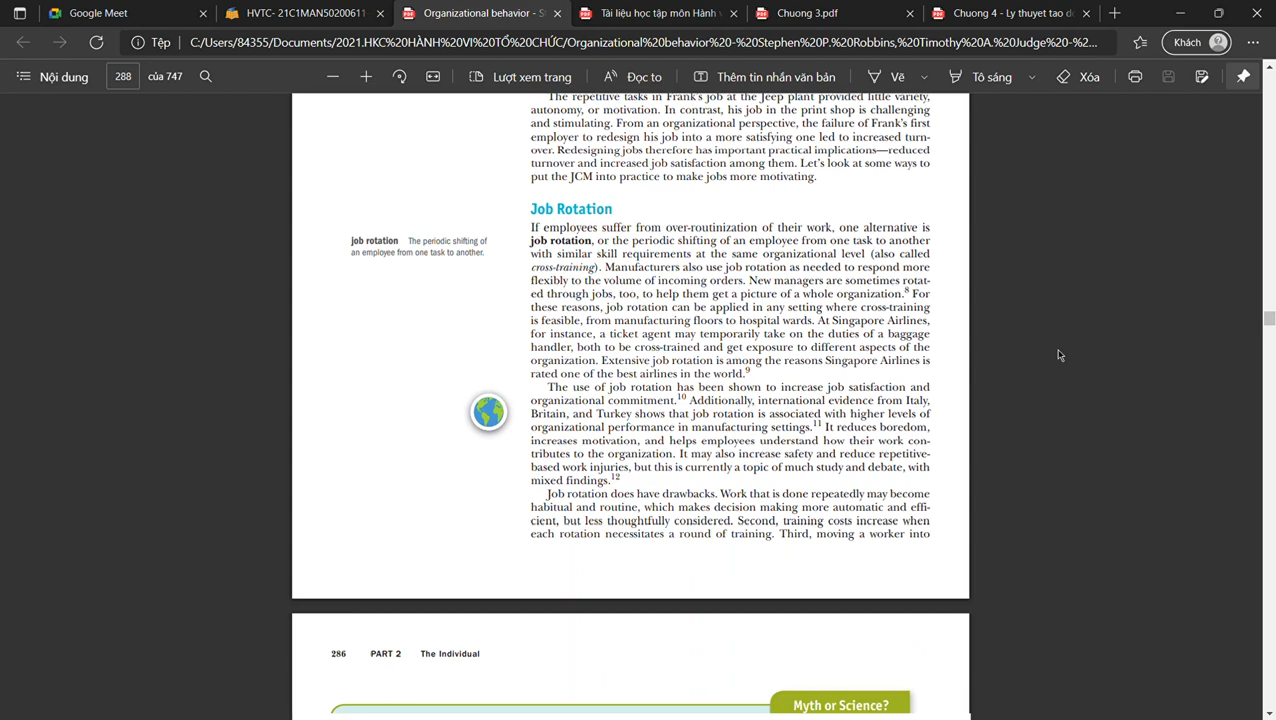 Google Meet
HVTC- 21C1MAN50200611
Organizational behavior - S
Tài liệu học tập môn Hành v
Chuong 3.pdf
Chuong 4 - Ly thuyet tao d
Tệp
C:/Users/84355/Documents/2021.HKC%20HÀNH%20VI%20TỔ%20CHỨC/Organizational%20behavior%20-%20Stephen%20P.%20Robbins,%20Timothy%20A.%20Judge%20-%2...
Khách
Nội dung
288
của 747
Lượt xem trang
Đọc to
Thêm tin nhắn văn bản
Vẽ
Tô sáng
Xóa
The repetitive tasks in Frank's job at the Jeep plant provided little variety,
autonomy, or motivation. In contrast, his job in the print shop is challenging
and stimulating. From an organizational perspective, the failure of Frank's first
employer to redesign his job into a more satisfying one led to increased turn-
over. Redesigning jobs therefore has important practical implications—reduced
turnover and increased job satisfaction among them. Let's look at some ways to
put the JCM into practice to make jobs more motivating.
Job Rotation
job rotation The periodic shifting of
an employee from one task to another.
If employees suffer from over-routinization of their work, one alternative is
job rotation, or the periodic shifting of an employee from one task to another
with similar skill requirements at the same organizational level (also called
cross-training). Manufacturers also use job rotation as needed to respond more
flexibly to the volume of incoming orders. New managers are sometimes rotat-
ed through jobs, too, to help them get a picture of a whole organization.8 For
these reasons, job rotation can be applied in any setting where cross-training
is feasible, from manufacturing floors to hospital wards. At Singapore Airlines,
for instance, a ticket agent may temporarily take on the duties of a baggage
handler, both to be cross-trained and get exposure to different aspects of the
organization. Extensive job rotation is among the reasons Singapore Airlines is
rated one of the best airlines in the world.9
The use of job rotation has been shown to increase job satisfaction and
organizational commitment.10 Additionally, international evidence from Italy,
Britain, and Turkey shows that job rotation is associated with higher levels of
organizational performance in manufacturing settings.11 It reduces boredom,
increases motivation, and helps employees understand how their work con-
tributes to the organization. It may also increase safety and reduce repetitive-
based work injuries, but this is currently a topic of much study and debate, with
mixed findings.12
Job rotation does have drawbacks. Work that is done repeatedly may become
habitual and routine, which makes decision making more automatic and effi-
cient, but less thoughtfully considered. Second, training costs increase when
each rotation necessitates a round of training. Third, moving a worker into
286 PART 2 The Individual
Myth or Science?